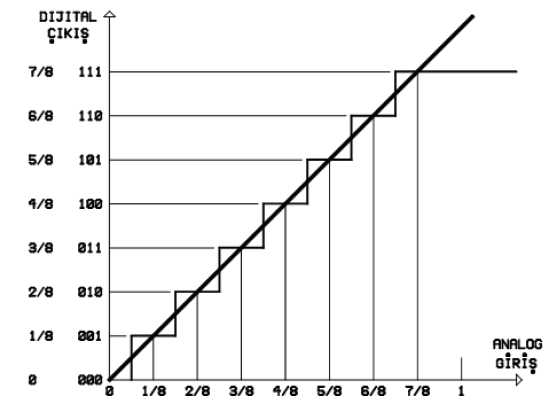 DIJITAL
ÇIKIŞ
7/8 111
6/8 110
5/8 101
4/8 100
3/8 011
2/8 010
1/8 001
0 000
ANALOG
GİRİŞ
0 1/8 2/8 3/8 4/8 5/8 6/8 7/8 1